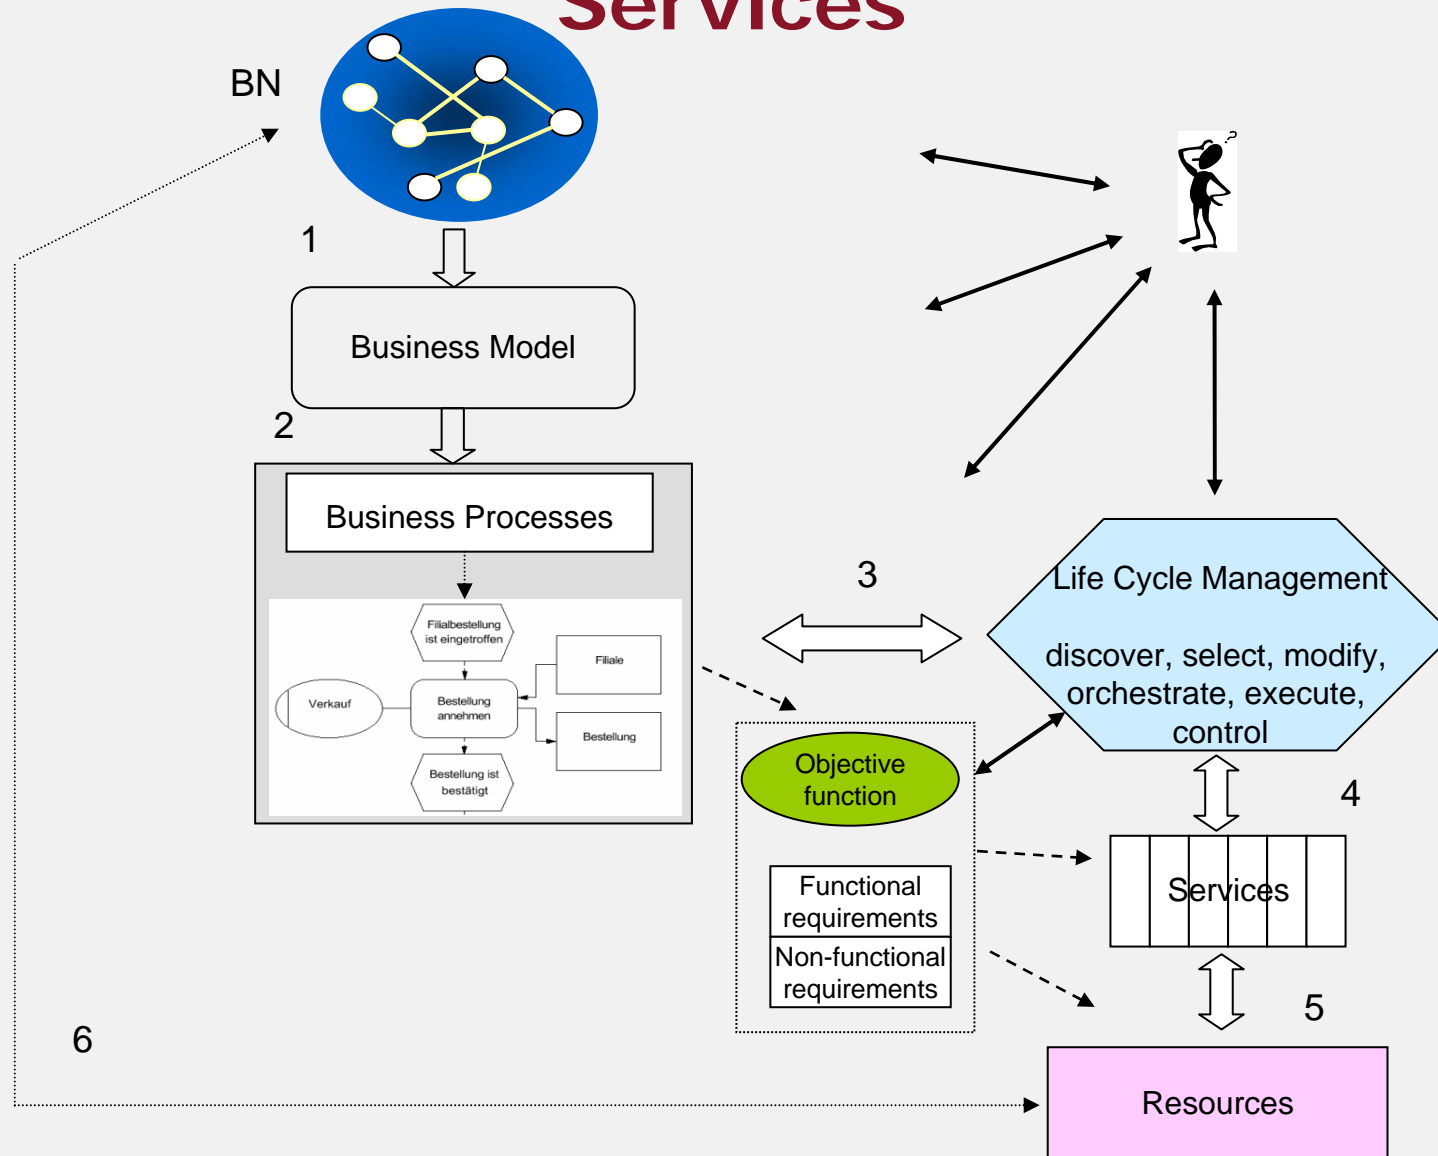 Services
BN
1
Business Model
2
Business Processes
Filialbestellung
ist eingetroffen
Filiale
Verkauf
Bestellung
annehmen
Bestellung
Bestellung ist
bestätigt
3
Life Cycle Management
discover, select, modify,
orchestrate, execute,
control
Objective
function
4
Functional
requirements
Non-functional
requirements
Services
5
6
Resources
?